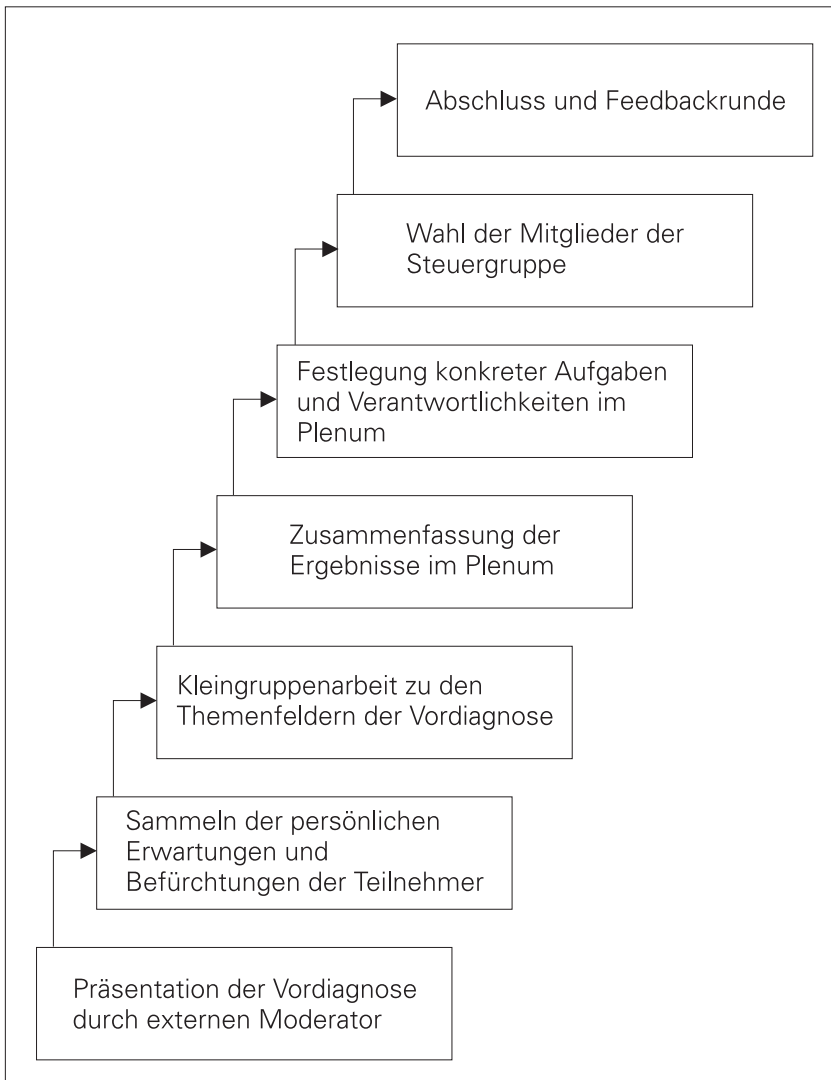 Abschluss und Feedbackrunde
Wahl der Mitglieder der
Steuergruppe
Festlegung konkreter Aufgaben
und Verantwortlichkeiten im
Plenum
Zusammenfassung der
Ergebnisse im Plenum
Kleingruppenarbeit zu den
Themenfeldern der Vordiagnose
Sammeln der persönlichen
Erwartungen und
Befürchtungen der Teilnehmer
Präsentation der Vordiagnose
durch externen Moderator